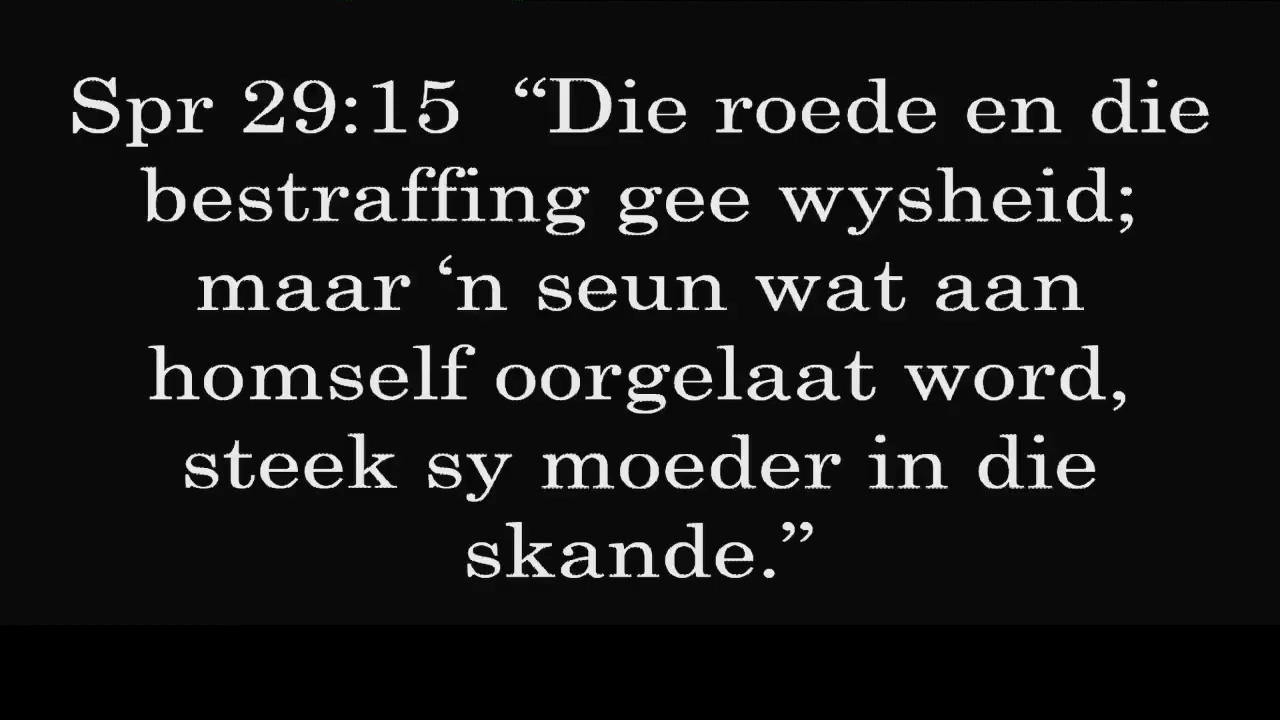 Spr 29:15  “Die roede en die
bestraffing gee wysheid;
maar ‘n seun wat aan
homself oorgelaat word,
steek sy moeder in die
skande.”